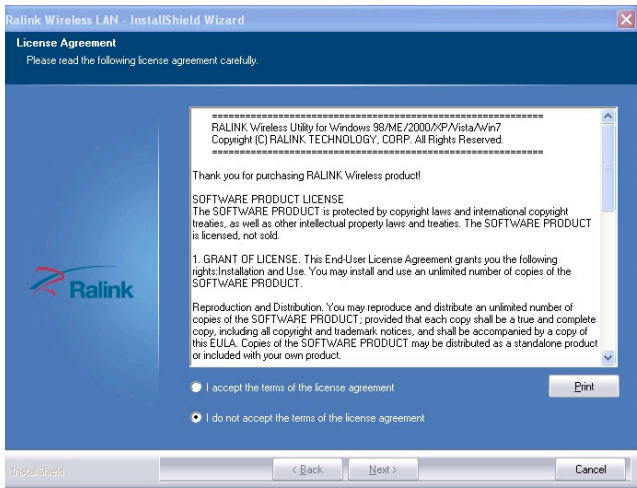 Ralink Wireless LAN - InstallShield Wizard
License Agreement
Please read the following license agreement carefully.
============================================================
RALINK Wireless Utility for Windows 98/ME/2000/XP/Vista/Win7
Copyright (C) RALINK TECHNOLOGY, CORP. All Rights Reserved.
============================================================
Thank you for purchasing RALINK Wireless product!
SOFTWARE PRODUCT LICENSE
The SOFTWARE PRODUCT is protected by copyright laws and international copyright
treaties, as well as other intellectual property laws and treaties. The SOFTWARE PRODUCT
is licensed, not sold.
1. GRANT OF LICENSE. This End-User License Agreement grants you the following
rights:Installation and Use. You may install and use an unlimited number of copies of the
SOFTWARE PRODUCT.
Reproduction and Distribution. You may reproduce and distribute an unlimited number of
copies of the SOFTWARE PRODUCT; provided that each copy shall be a true and complete
copy, including all copyright and trademark notices, and shall be accompanied by a copy of
this EULA. Copies of the SOFTWARE PRODUCT may be distributed as a standalone product
or included with your own product.
Ralink
I accept the terms of the license agreement
Print
I do not accept the terms of the license agreement
InstallShield
< Back
Next >
Cancel